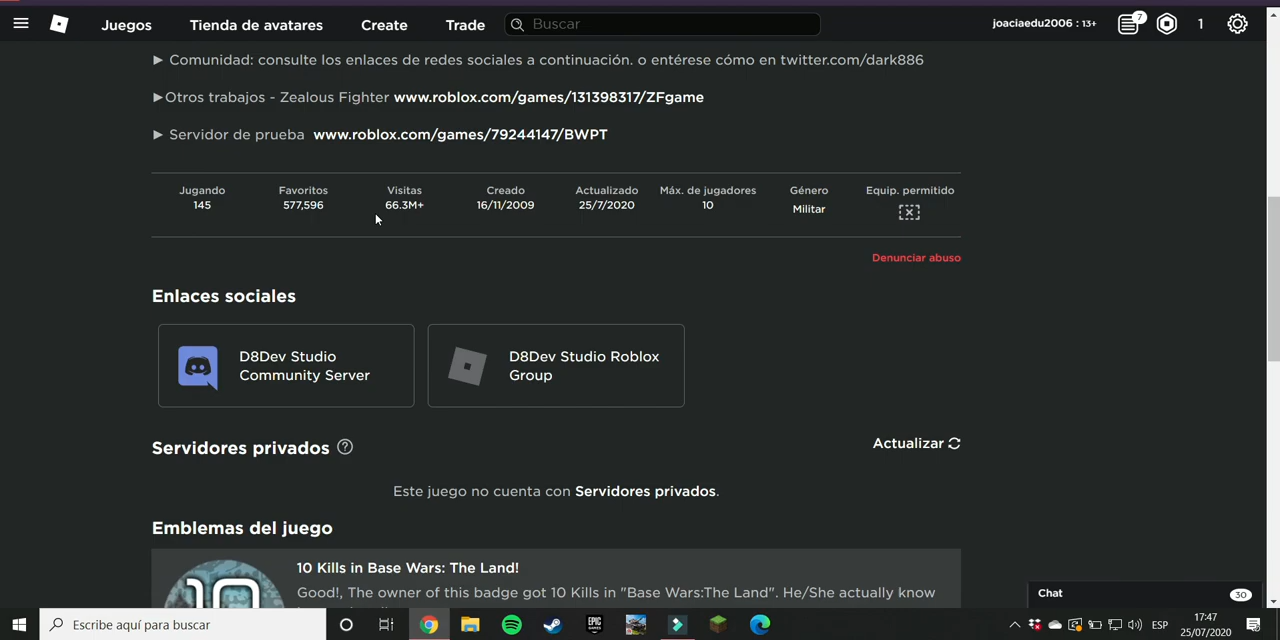 Juegos Tienda de avatares Create Trade Buscar joaciaedu2006 : 13+ 7 1
► Comunidad: consulte los enlaces de redes sociales a continuación. o entérese cómo en twitter.com/dark886
►Otros trabajos - Zealous Fighter www.roblox.com/games/131398317/ZFgame
► Servidor de prueba www.roblox.com/games/79244147/BWPT
Jugando Favoritos Visitas Creado Actualizado Máx. de jugadores Género Equip. permitido
145 577,596 66.3M+ 16/11/2009 25/7/2020 10 Militar
Denunciar abuso
Enlaces sociales
D8Dev Studio
Community Server
D8Dev Studio Roblox
Group
Servidores privados ? Actualizar
Este juego no cuenta con Servidores privados.
Emblemas del juego
10
10 Kills in Base Wars: The Land!
Good!, The owner of this badge got 10 Kills in "Base Wars:The Land". He/She actually know
Chat 30
Escribe aquí para buscar
EPIC
GAMES
ESP
17:47
25/07/2020